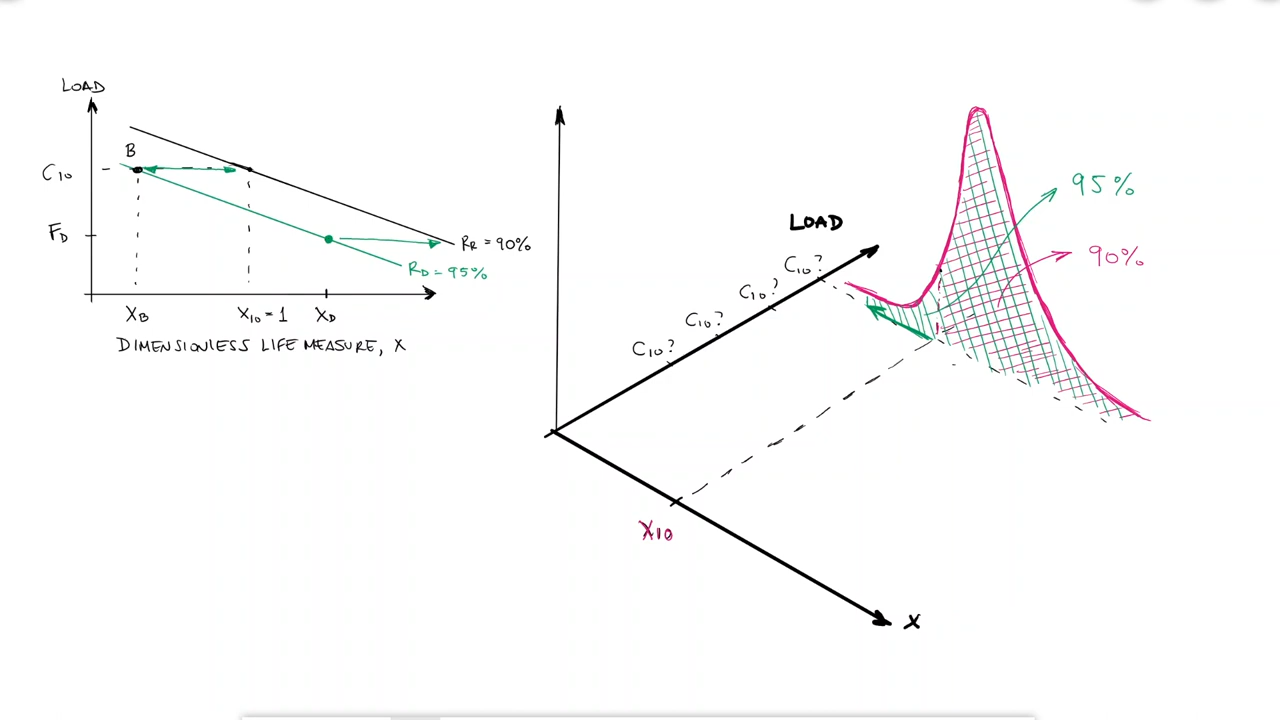 LOAD
B
C10
FD
RR = 90%
RD = 95%
XB
X10 = 1
XD
DIMENSIONLESS LIFE MEASURE, X
95%
90%
LOAD
C10?
C10?
C10?
C10?
X10
X